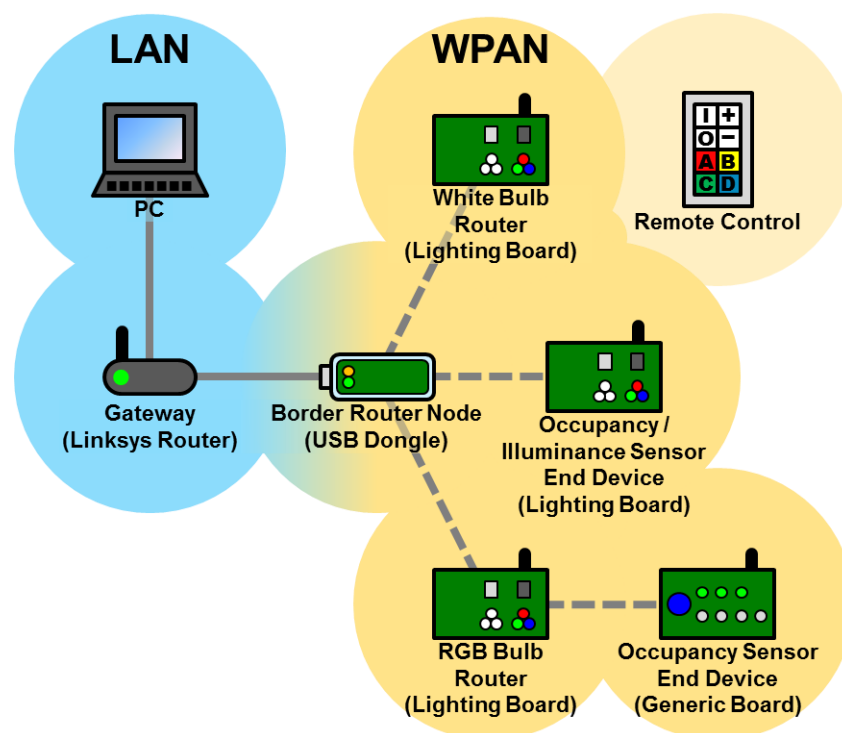 LAN
WPAN
PC
White Bulb
Router
(Lighting Board)
I +
O −
A B
C D
Remote Control
Gateway
(Linksys Router)
Border Router Node
(USB Dongle)
Occupancy /
Illuminance Sensor
End Device
(Lighting Board)
RGB Bulb
Router
(Lighting Board)
Occupancy Sensor
End Device
(Generic Board)